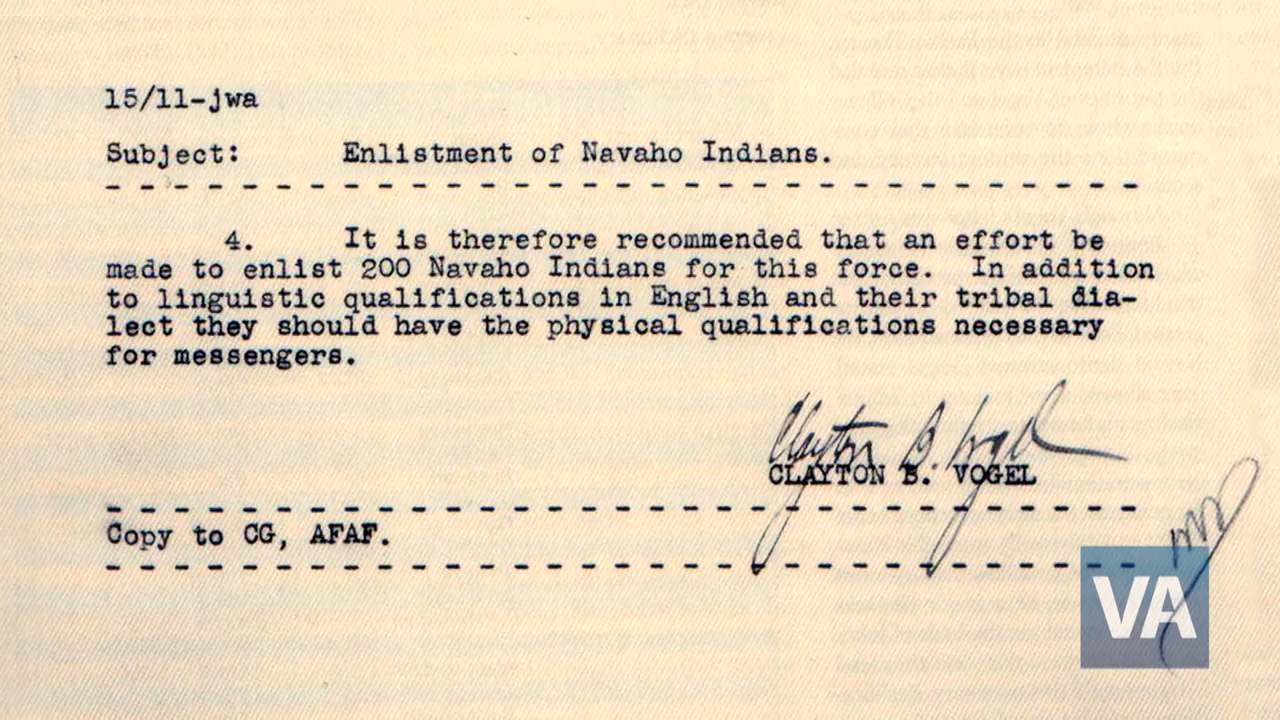 15/11-jwa
Subject: Enlistment of Navaho Indians.
4. It is therefore recommended that an effort be
made to enlist 200 Navaho Indians for this force. In addition
to linguistic qualifications in English and their tribal dia-
lect they should have the physical qualifications necessary
for messengers.
Clayton B. Vogel
CLAYTON B. VOGEL
Copy to CG, AFAF.
VA